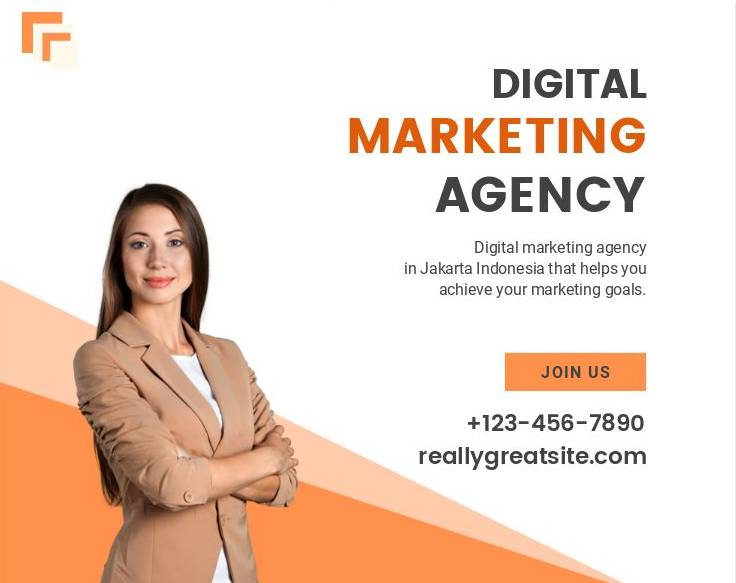 DIGITAL
MARKETING
AGENCY
Digital marketing agency
in Jakarta Indonesia that helps you
achieve your marketing goals.
JOIN US
+123-456-7890
reallygreatsite.com